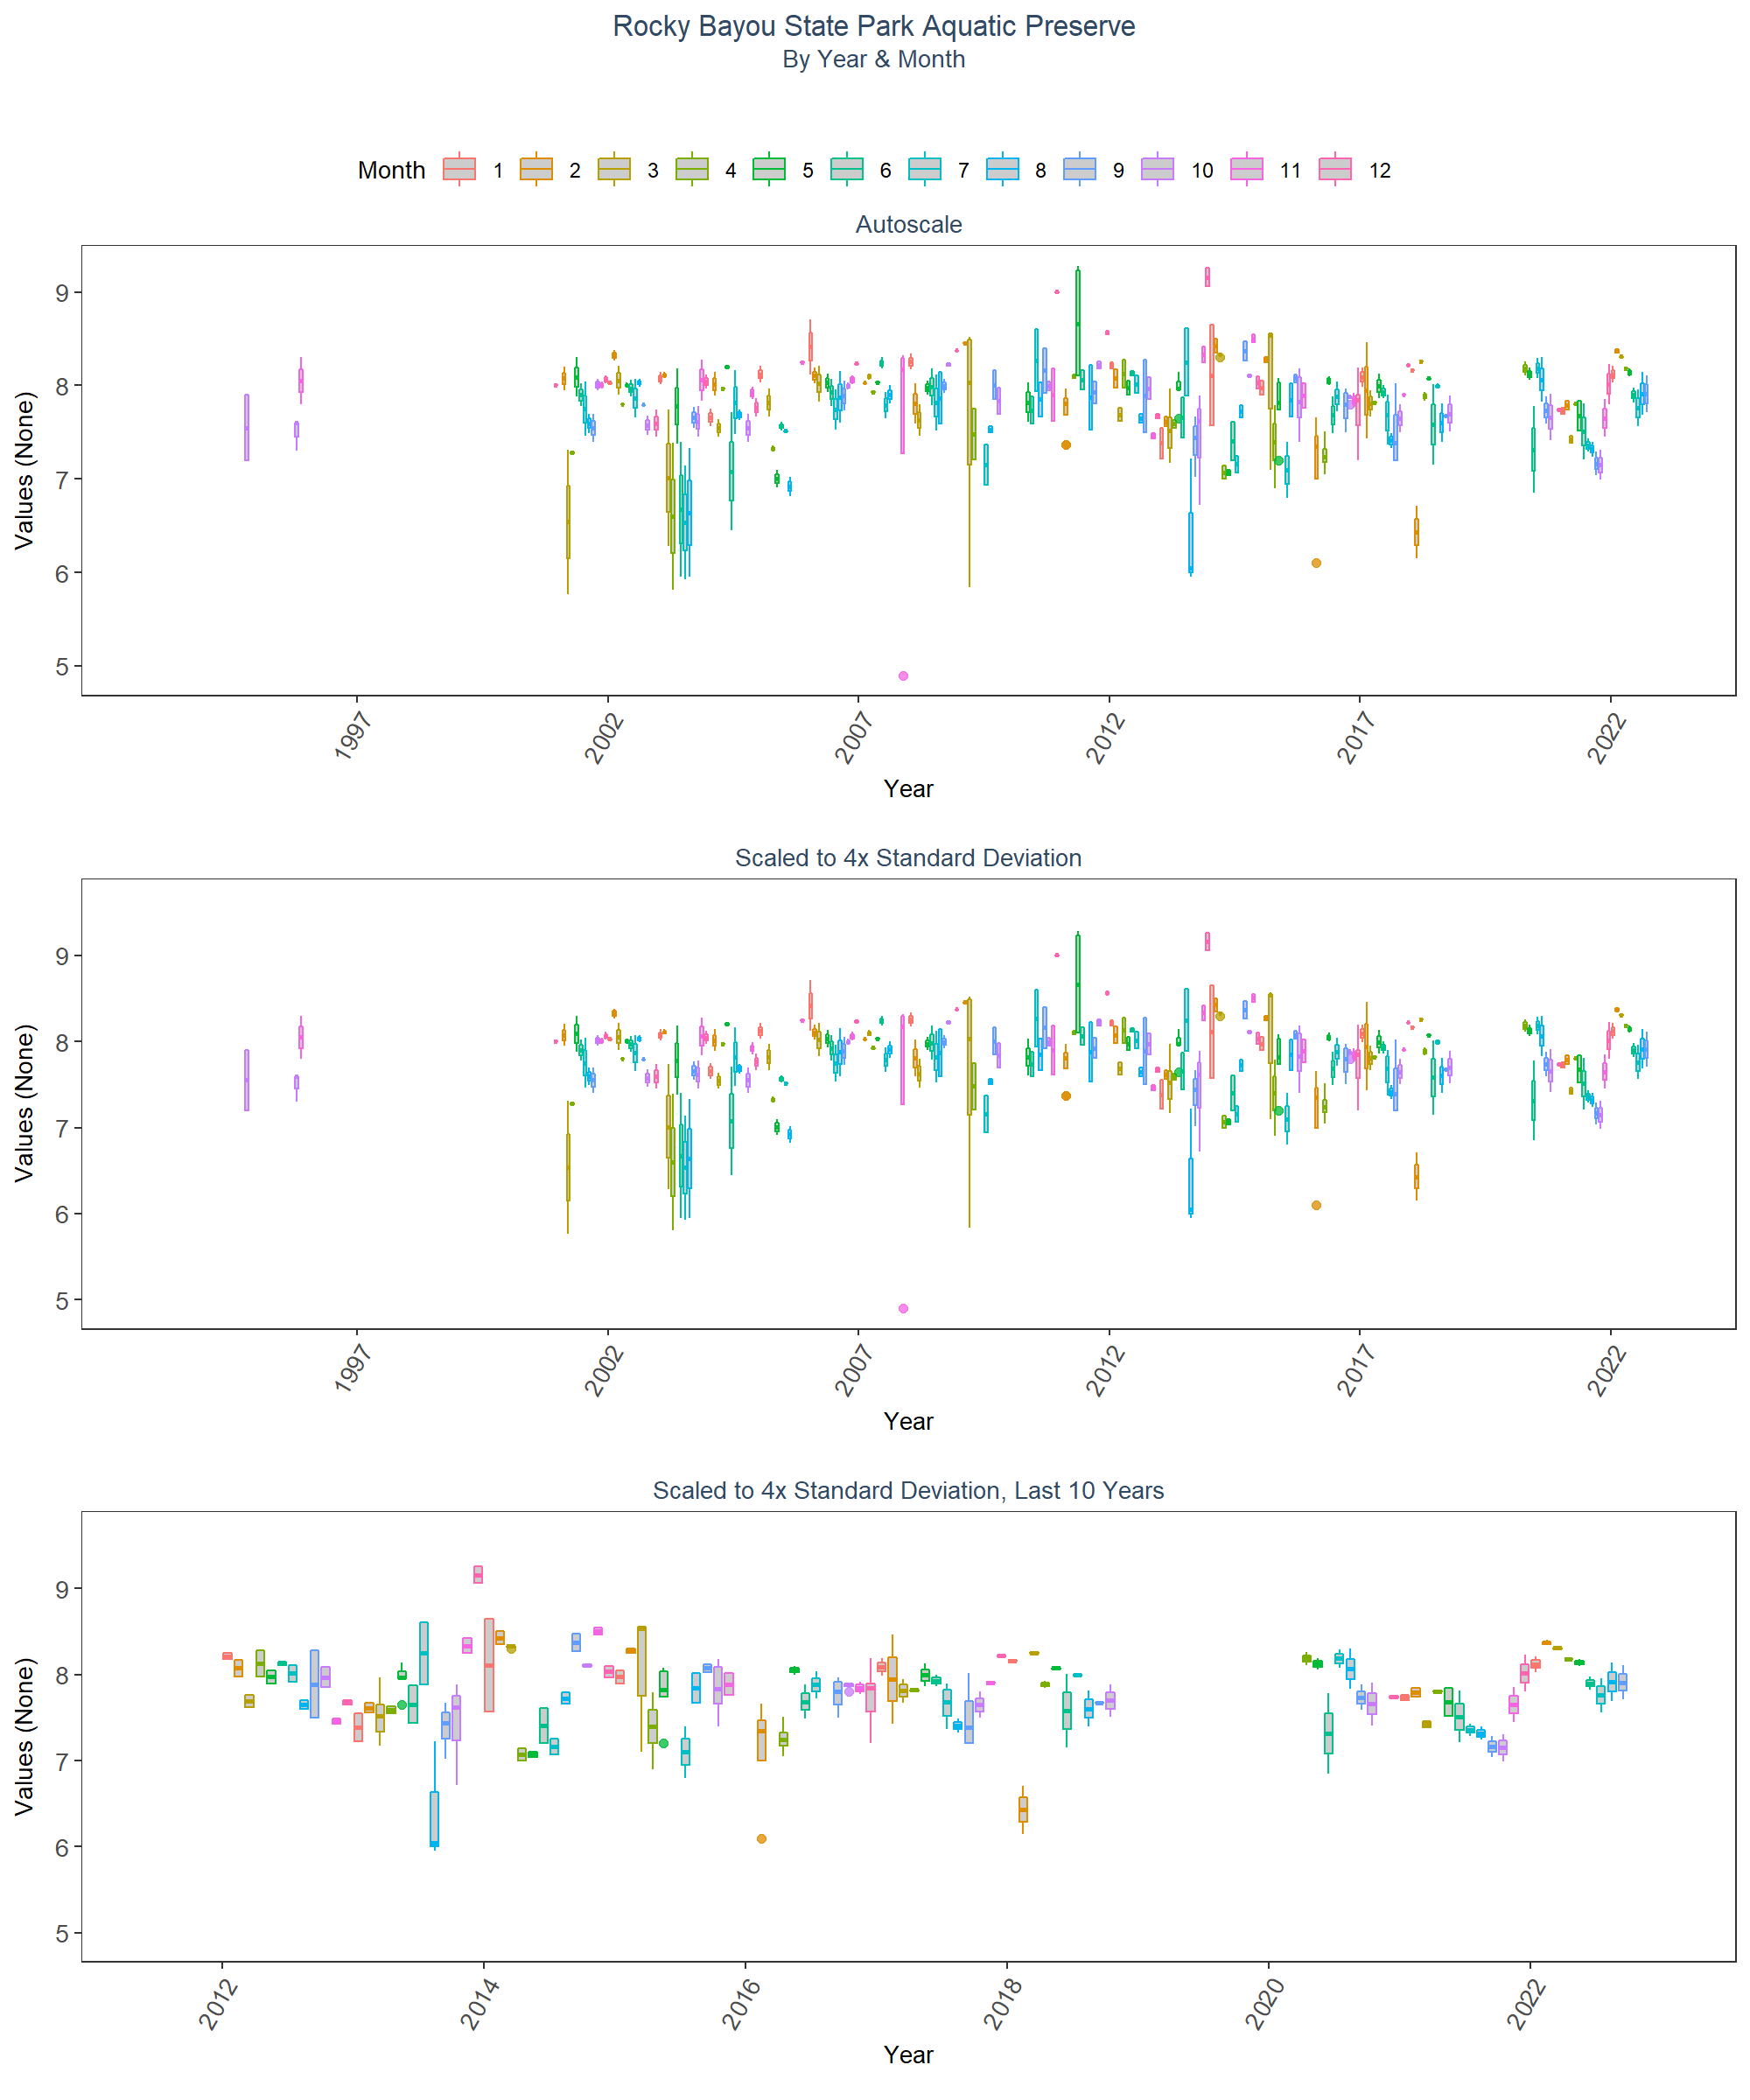 Rocky Bayou State Park Aquatic Preserve
By Year & Month
Month 1 2 3 4 5 6 7 8 9 10 11 12
Autoscale
Values (None)
9
8
7
6
5
1997 2002 2007 2012 2017 2022
Year
Scaled to 4x Standard Deviation
Values (None)
9
8
7
6
5
1997 2002 2007 2012 2017 2022
Year
Scaled to 4x Standard Deviation, Last 10 Years
Values (None)
9
8
7
6
5
2012 2014 2016 2018 2020 2022
Year